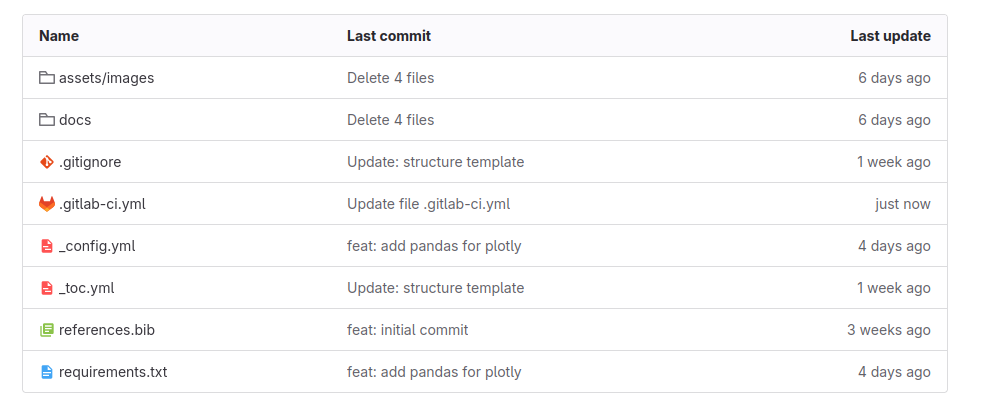 Name Last commit Last update
assets/images Delete 4 files 6 days ago
docs Delete 4 files 6 days ago
.gitignore Update: structure template 1 week ago
.gitlab-ci.yml Update file .gitlab-ci.yml just now
_config.yml feat: add pandas for plotly 4 days ago
_toc.yml Update: structure template 1 week ago
references.bib feat: initial commit 3 weeks ago
requirements.txt feat: add pandas for plotly 4 days ago